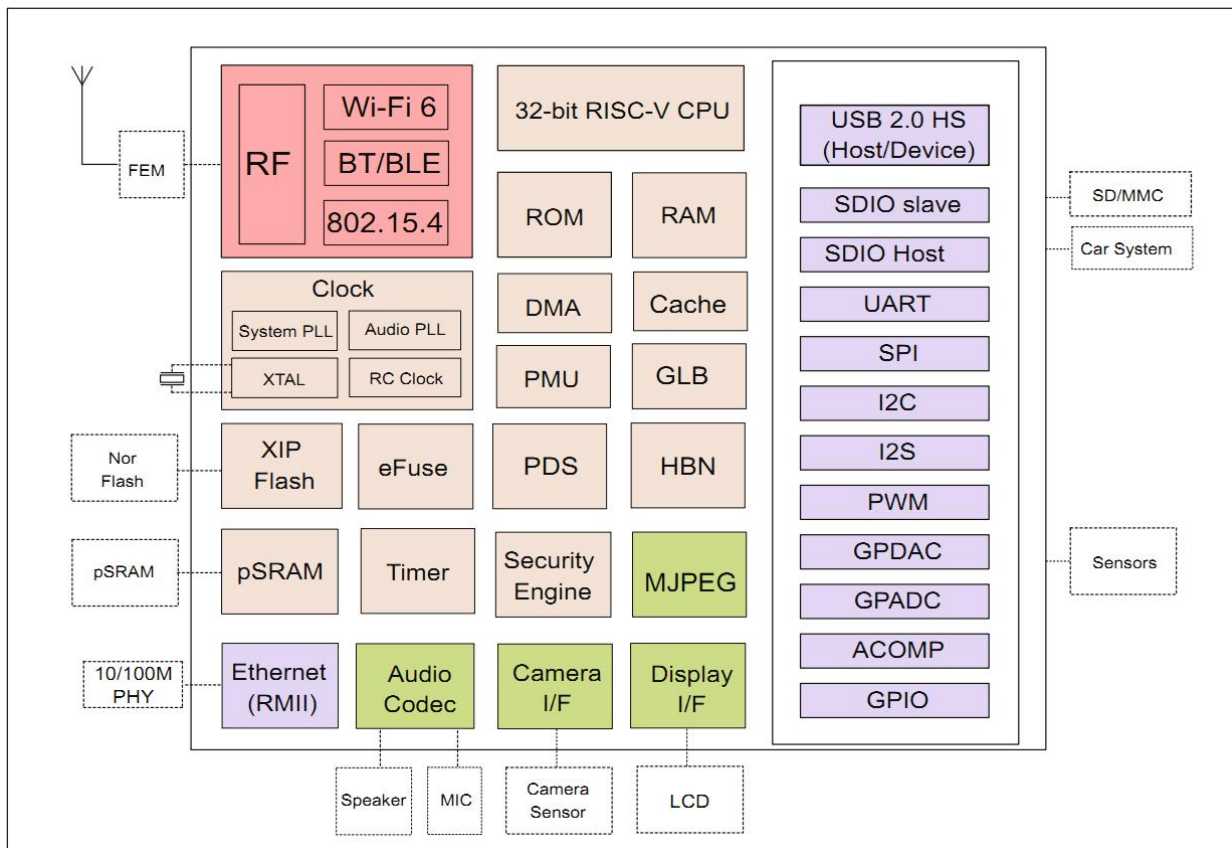 FEM
RF
Wi-Fi 6
BT/BLE
802.15.4
32-bit RISC-V CPU
ROM
RAM
Clock
System PLL
Audio PLL
XTAL
RC Clock
DMA
Cache
PMU
GLB
Nor
Flash
XIP
Flash
eFuse
PDS
HBN
pSRAM
pSRAM
Timer
Security
Engine
MJPEG
10/100M
PHY
Ethernet
(RMII)
Audio
Codec
Camera
I/F
Display
I/F
Speaker
MIC
Camera
Sensor
LCD
USB 2.0 HS
(Host/Device)
SDIO slave
SDIO Host
UART
SPI
I2C
I2S
PWM
GPDAC
GPADC
ACOMP
GPIO
SD/MMC
Car System
Sensors